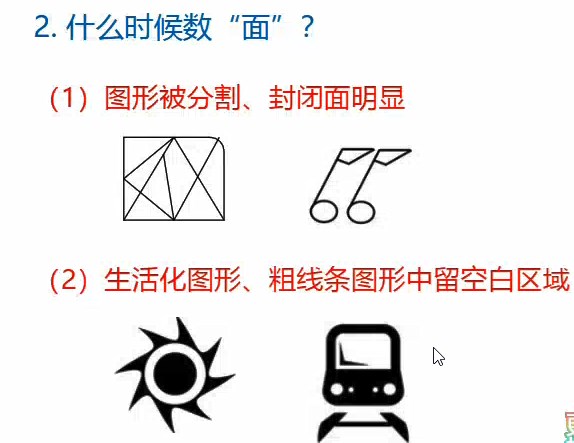 2. 什么时候数“面”？
（1）图形被分割、封闭面明显
（2）生活化图形、粗线条图形中留空白区域